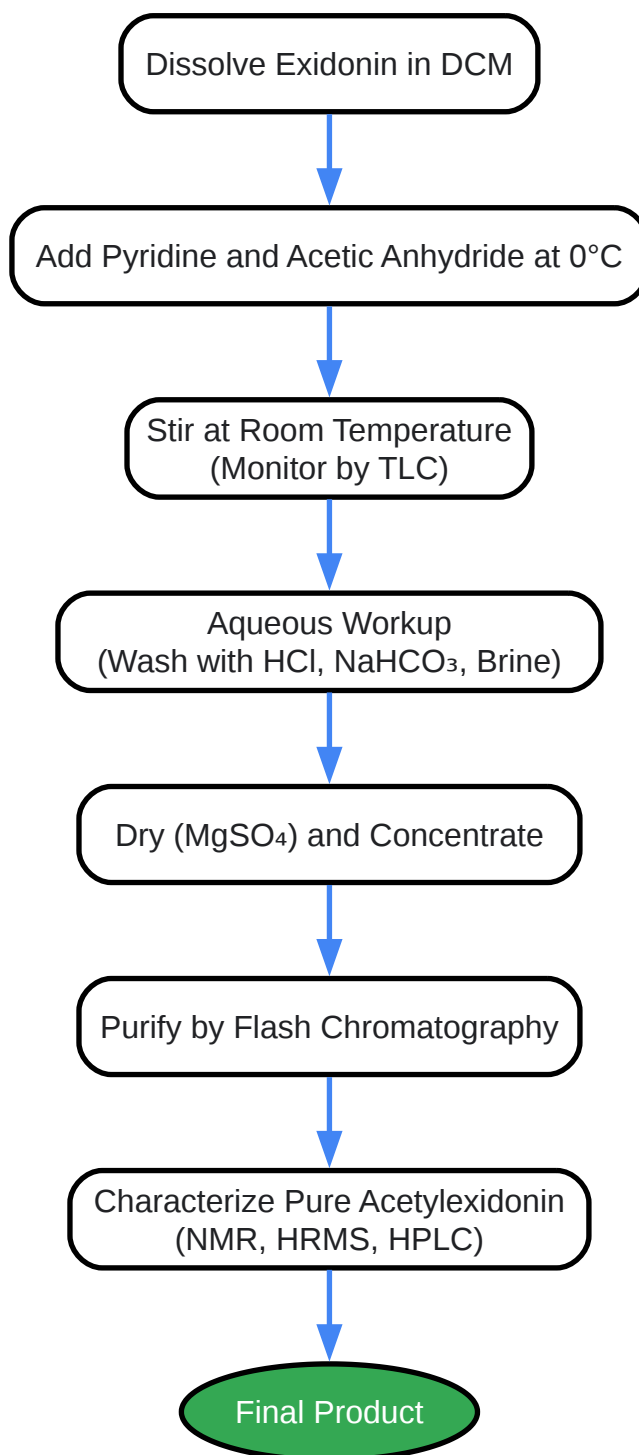 Dissolve Exidonin in DCM
Add Pyridine and Acetic Anhydride at 0°C
Stir at Room Temperature
(Monitor by TLC)
Aqueous Workup
(Wash with HCl, NaHCO₃, Brine)
Dry (MgSO₄) and Concentrate
Purify by Flash Chromatography
Characterize Pure Acetylexidonin
(NMR, HRMS, HPLC)
Final Product